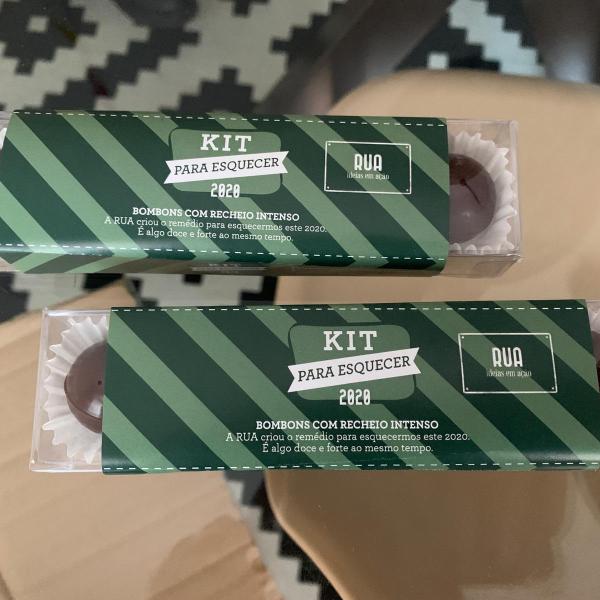 KIT
PARA ESQUECER
2020
BOMBONS COM RECHEIO INTENSO
A RUA criou o remédio para esquecermos este 2020.
É algo doce e forte ao mesmo tempo.
RUA
ideias em ação
KIT
PARA ESQUECER
2020
BOMBONS COM RECHEIO INTENSO
A RUA criou o remédio para esquecermos este 2020.
É algo doce e forte ao mesmo tempo.
RUA
ideias em ação